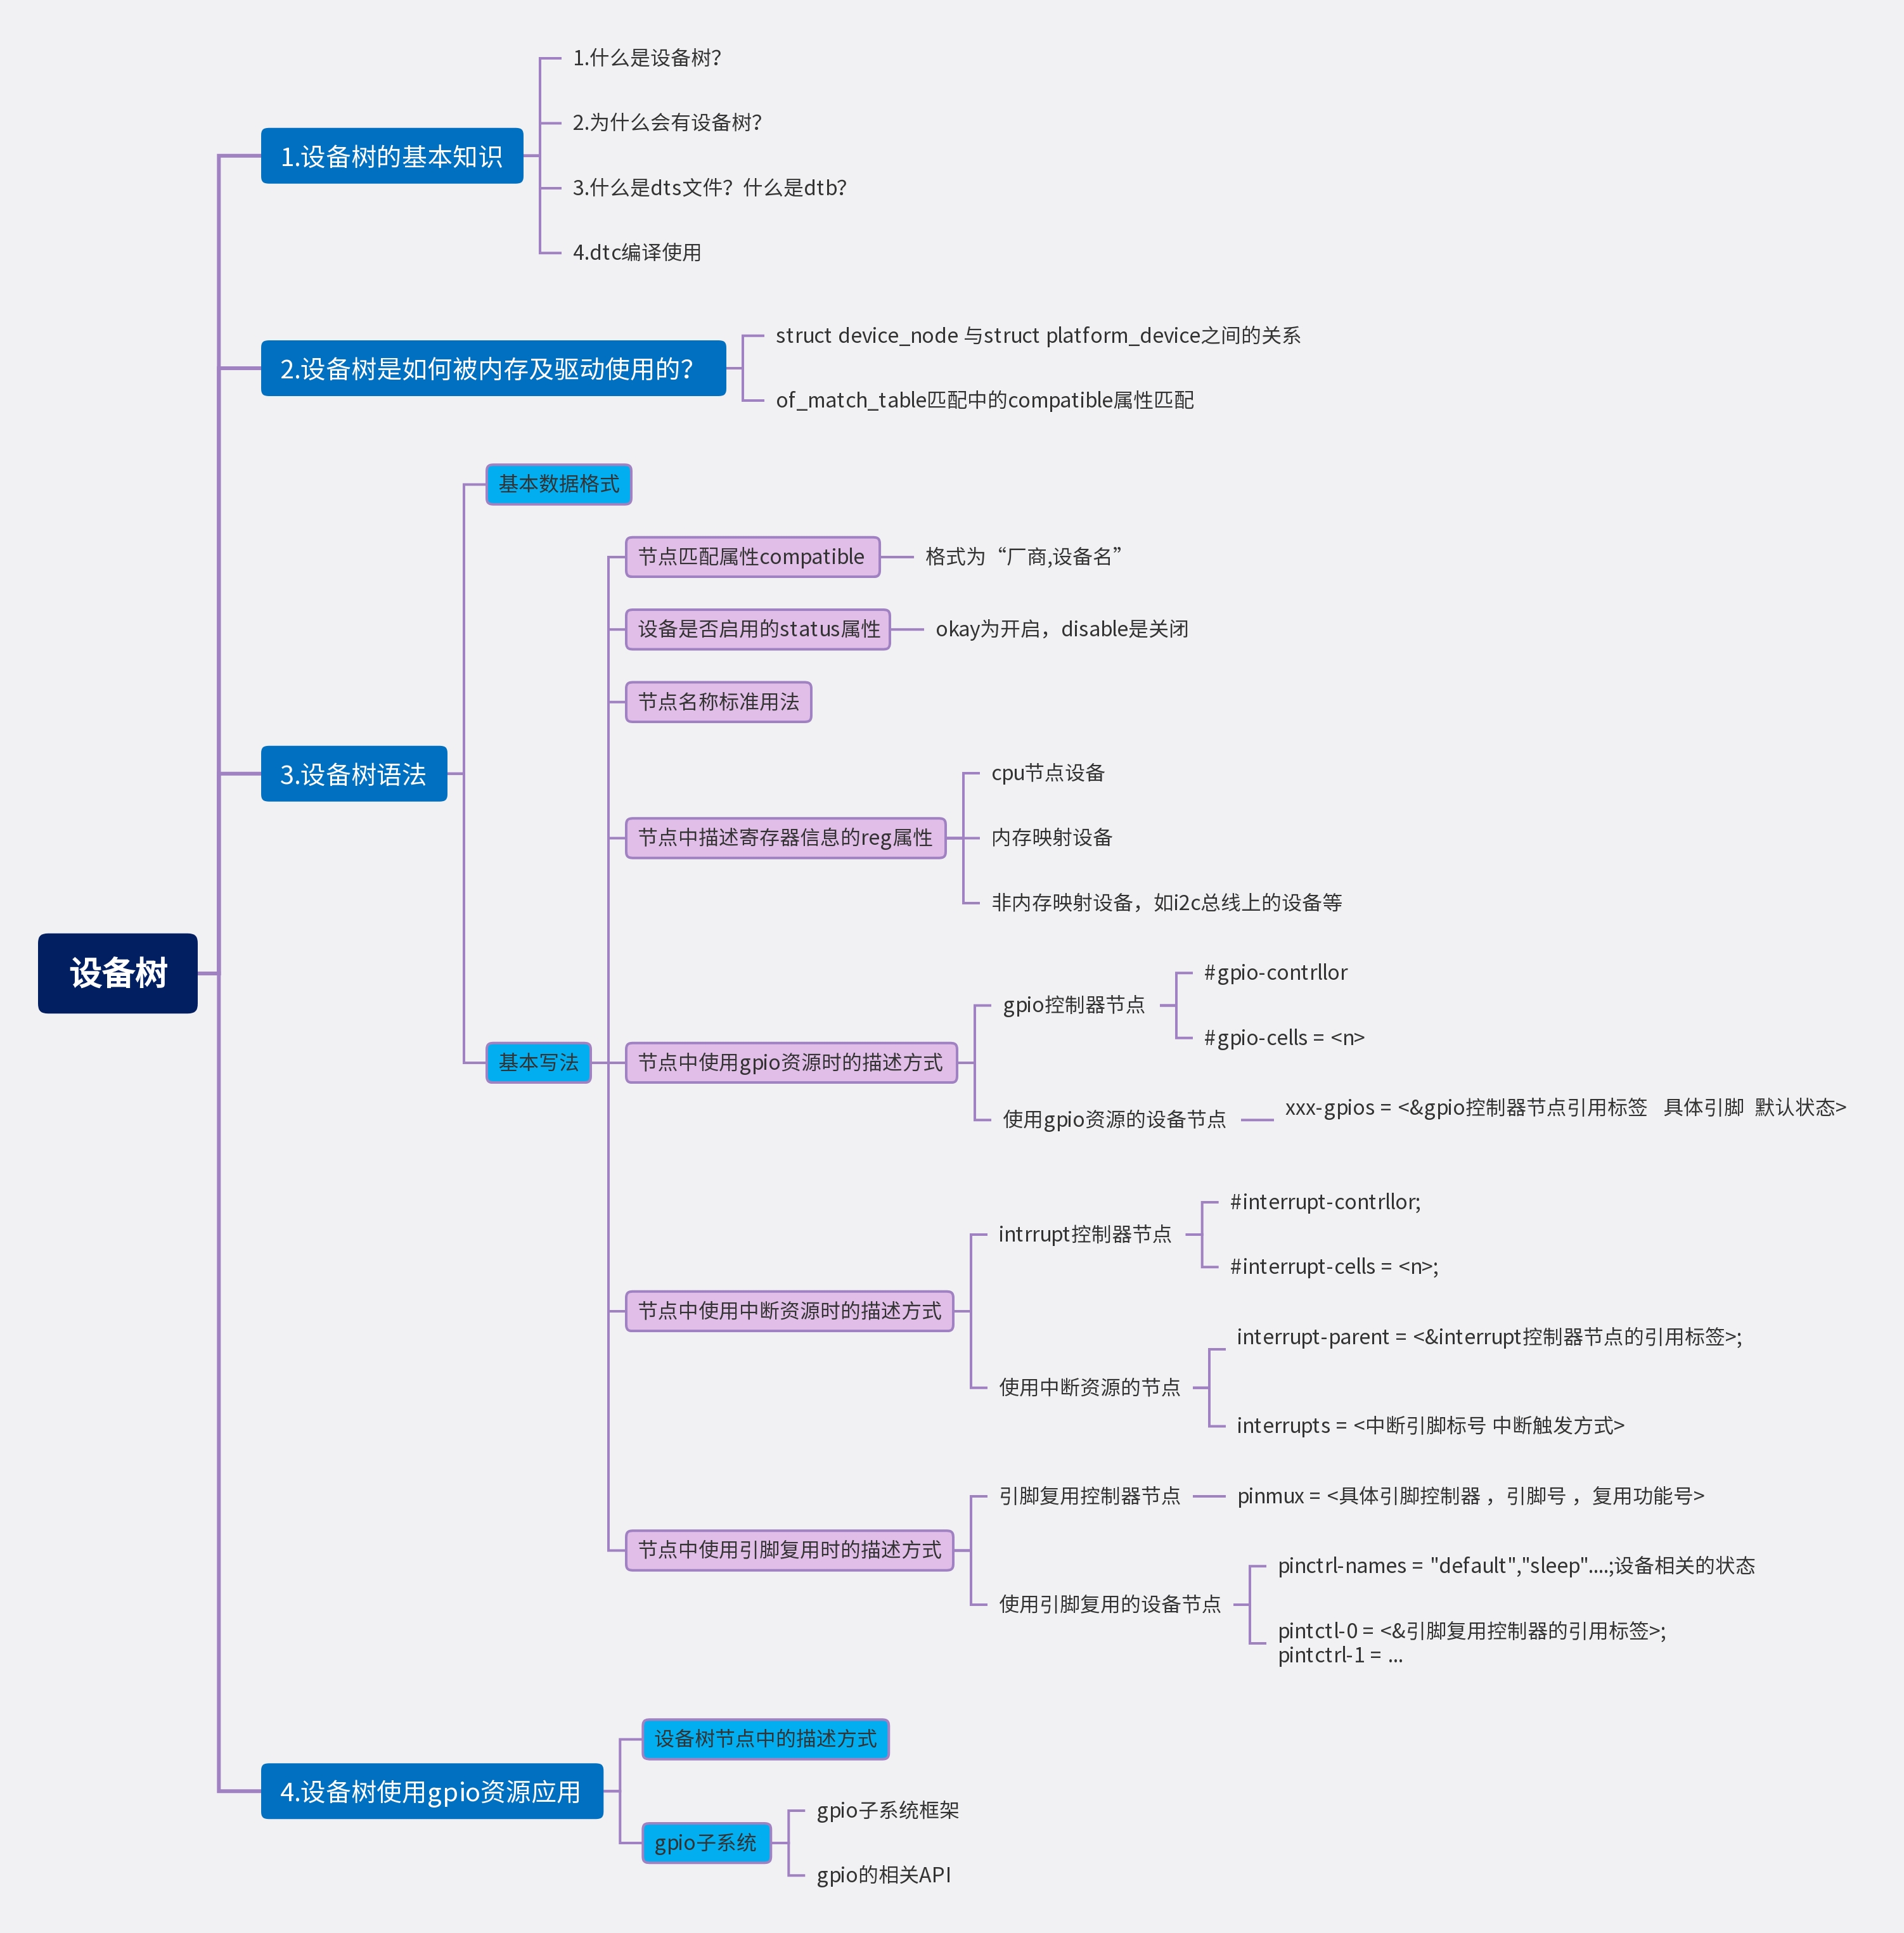 1.什么是设备树？
2.为什么会有设备树？
1.设备树的基本知识
3.什么是dts文件？什么是dtb？
4.dtc编译使用
struct device_node 与struct platform_device之间的关系
2.设备树是如何被内存及驱动使用的？
of_match_table匹配中的compatible属性匹配
基本数据格式
节点匹配属性compatible
格式为“厂商,设备名”
设备是否启用的status属性
okay为开启，disable是关闭
节点名称标准用法
3.设备树语法
cpu节点设备
节点中描述寄存器信息的reg属性
内存映射设备
非内存映射设备，如i2c总线上的设备等
设备树
#gpio-contrllor
gpio控制器节点
#gpio-cells = <n>
基本写法
节点中使用gpio资源时的描述方式
使用gpio资源的设备节点
xxx-gpios = <&gpio控制器节点引用标签   具体引脚  默认状态>
#interrupt-contrllor;
intrrupt控制器节点
#interrupt-cells = <n>;
节点中使用中断资源时的描述方式
interrupt-parent = <&interrupt控制器节点的引用标签>;
使用中断资源的节点
interrupts = <中断引脚标号 中断触发方式>
引脚复用控制器节点
pinmux = <具体引脚控制器 ，引脚号 ，复用功能号>
节点中使用引脚复用时的描述方式
pinctrl-names = "default","sleep"....;设备相关的状态
使用引脚复用的设备节点
pintctl-0 = <&引脚复用控制器的引用标签>;
pintctrl-1 = ...
设备树节点中的描述方式
4.设备树使用gpio资源应用
gpio子系统框架
gpio子系统
gpio的相关API